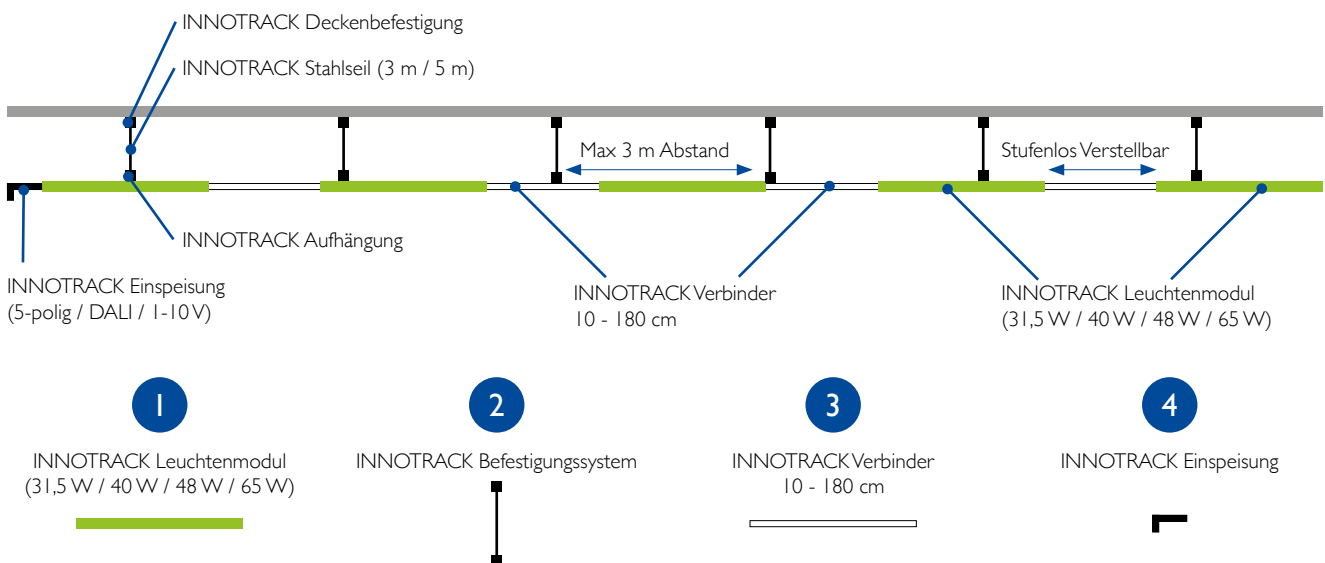 INNOTRACK Deckenbefestigung
INNOTRACK Stahlseil (3 m / 5 m)
Max 3 m Abstand
Stufenlos Verstellbar
INNOTRACK Aufhängung
INNOTRACK Einspeisung
(5-polig / DALI / 1-10 V)
INNOTRACK Verbinder
10 - 180 cm
INNOTRACK Leuchtenmodul
(31,5 W / 40 W / 48 W / 65 W)
1
2
3
4
INNOTRACK Leuchtenmodul
(31,5 W / 40 W / 48 W / 65 W)
INNOTRACK Befestigungssystem
INNOTRACK Verbinder
10 - 180 cm
INNOTRACK Einspeisung